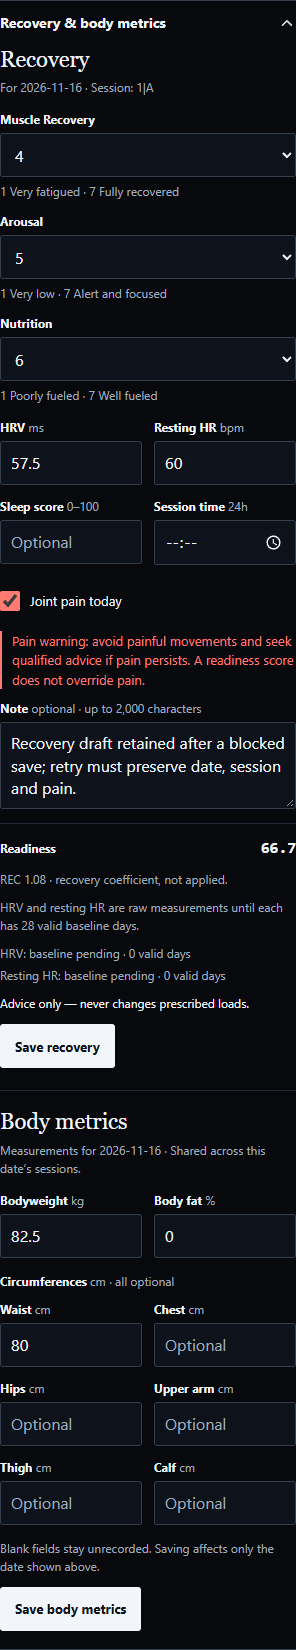 Recovery & body metrics
Recovery
For 2026-11-16 · Session: 1|A
Muscle Recovery
4
1 Very fatigued · 7 Fully recovered
Arousal
5
1 Very low · 7 Alert and focused
Nutrition
6
1 Poorly fueled · 7 Well fueled
HRV ms Resting HR bpm
57.5 60
Sleep score 0–100 Session time 24h
Optional --:--
Joint pain today
Pain warning: avoid painful movements and seek
qualified advice if pain persists. A readiness score
does not override pain.
Note optional · up to 2,000 characters
Recovery draft retained after a blocked
save; retry must preserve date, session
and pain.
Readiness 66.7
REC 1.08 · recovery coefficient, not applied.
HRV and resting HR are raw measurements until each
has 28 valid baseline days.
HRV: baseline pending · 0 valid days
Resting HR: baseline pending · 0 valid days
Advice only — never changes prescribed loads.
Save recovery
Body metrics
Measurements for 2026-11-16 · Shared across this
date's sessions.
Bodyweight kg Body fat %
82.5 0
Circumferences cm · all optional
Waist cm Chest cm
80 Optional
Hips cm Upper arm cm
Optional Optional
Thigh cm Calf cm
Optional Optional
Blank fields stay unrecorded. Saving affects only the
date shown above.
Save body metrics